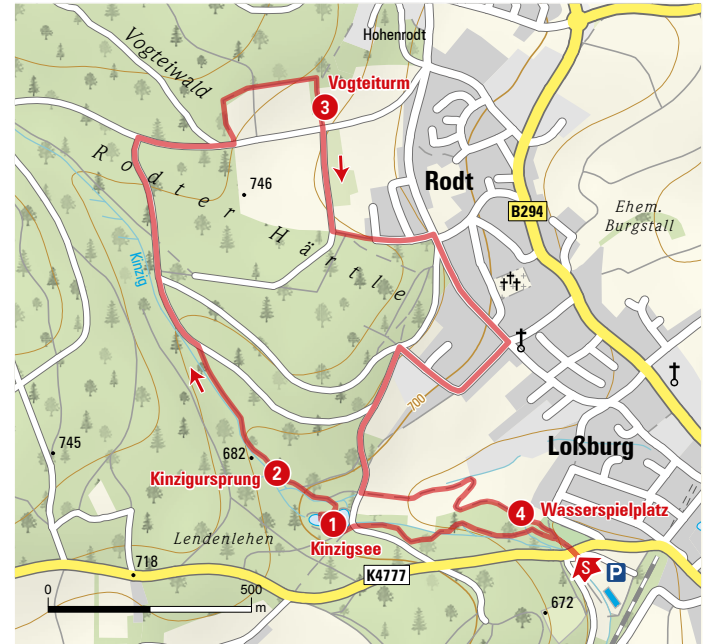 Hohenrodt
Vogteiwald
Vogteiturm
3
Rodter Härtle
746
Rodt
B294
Ehem.
Burgstall
Kinzig
700
Loßburg
745
682
Kinzigursprung
2
4
Wasserspielplatz
1
Kinzigsee
Lendenlehen
S
P
718
K4777
672
0
500
m